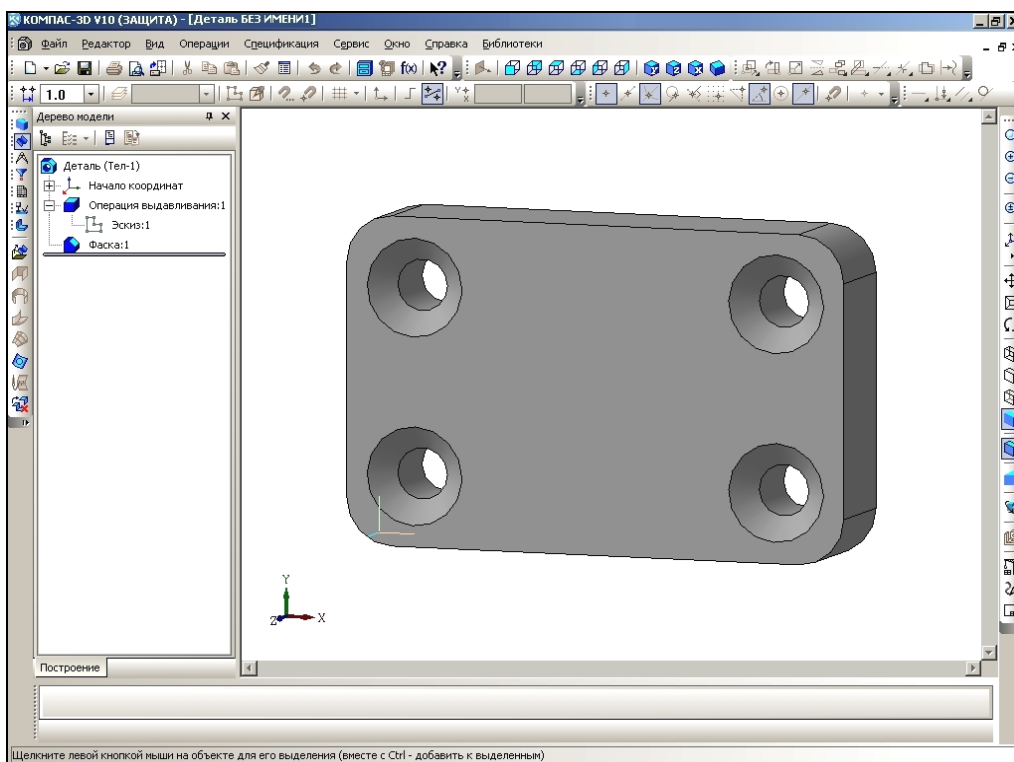 КОМПАС-3D V10 (ЗАЩИТА) - [Деталь БЕЗ ИМЕНИ1]
Файл Редактор Вид Операции Спецификация Сервис Окно Справка Библиотеки
f(x)
1.0
Дерево модели
Деталь (Тел-1)
Начало координат
Операция выдавливания:1
Эскиз:1
Фаска:1
Y
Z X
Построение
Щелкните левой кнопкой мыши на объекте для его выделения (вместе с Ctrl - добавить к выделенным)